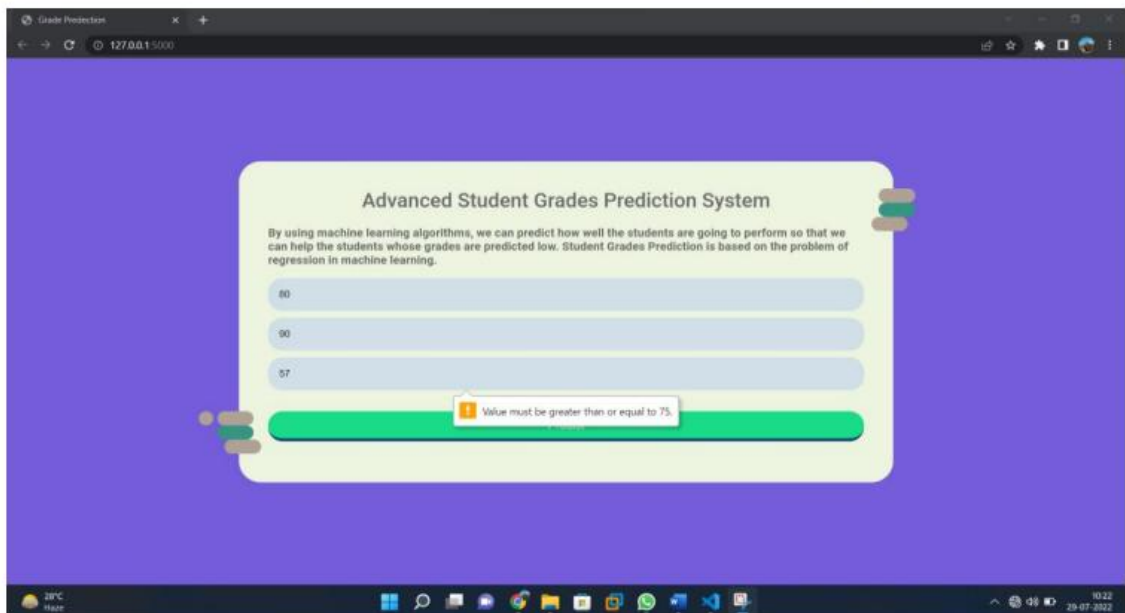 Grade Prediection
127.0.0.1:5000
Advanced Student Grades Prediction System
By using machine learning algorithms, we can predict how well the students are going to perform so that we
can help the students whose grades are predicted low. Student Grades Prediction is based on the problem of
regression in machine learning.
80
90
57
Value must be greater than or equal to 75.
28°C
Haze
10:22
29-07-2022